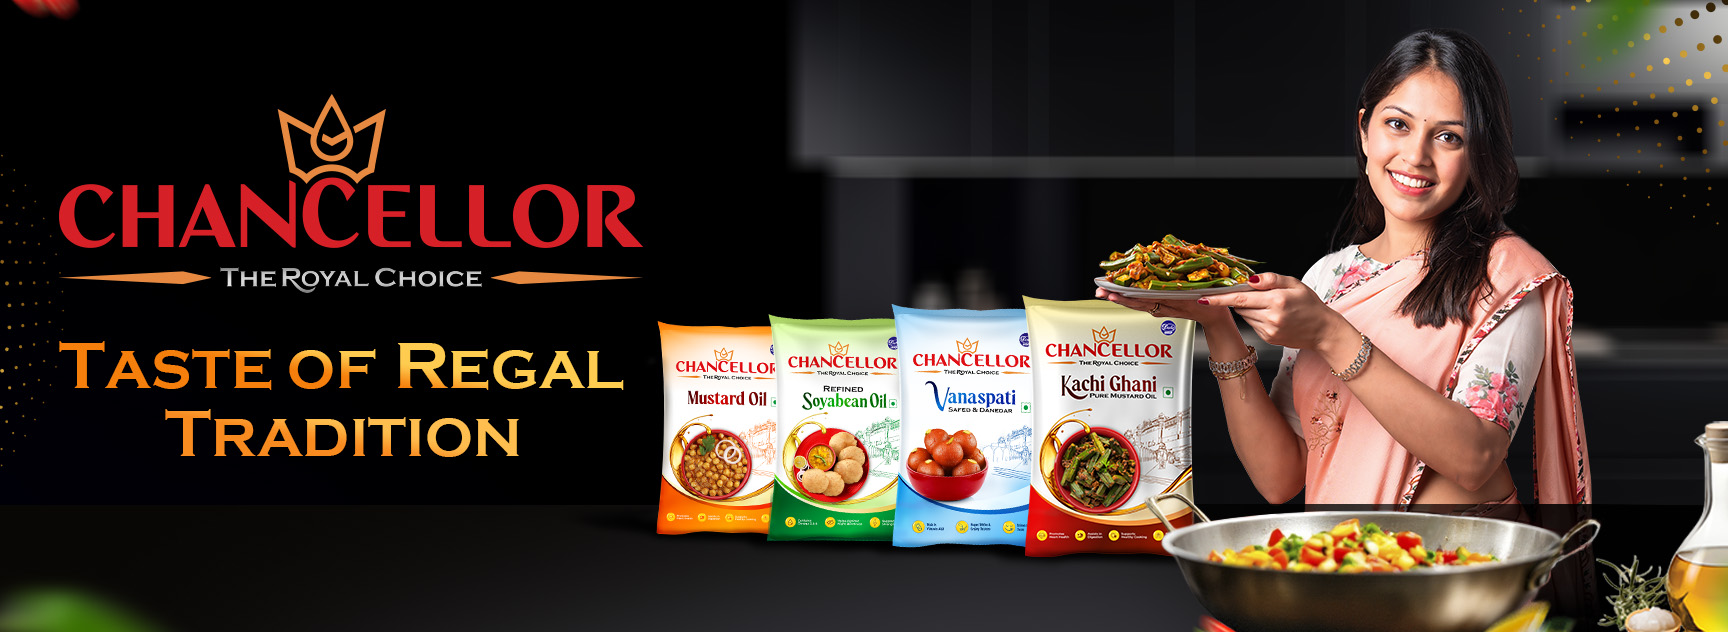 CHANCELLOR
THE ROYAL CHOICE
TASTE OF REGAL
TRADITION
CHANCELLOR
THE ROYAL CHOICE
Mustard Oil
CHANCELLOR
THE ROYAL CHOICE
REFINED
Soyabean Oil
CHANCELLOR
THE ROYAL CHOICE
Vanaspati
SAFED & DANEDAR
CHANCELLOR
THE ROYAL CHOICE
Kachi Ghani
PURE MUSTARD OIL